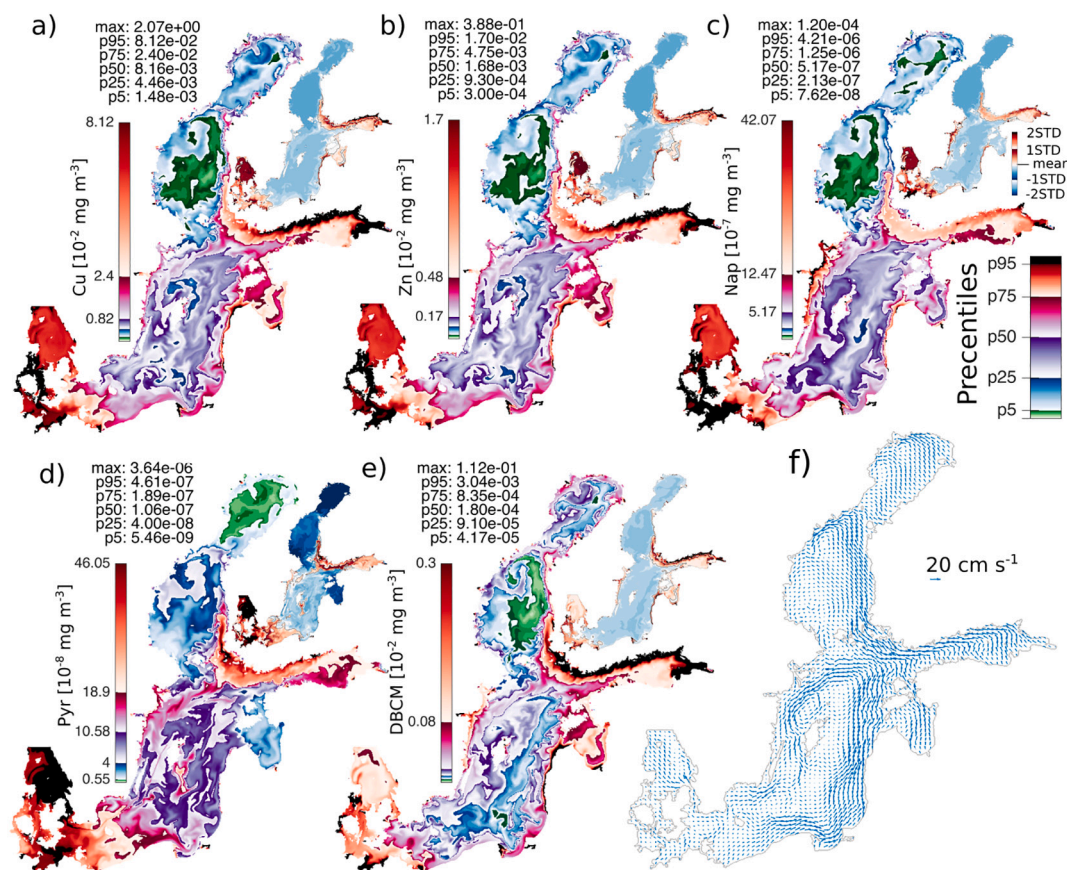 a)
max: 2.07e+00
p95: 8.12e-02
p75: 2.40e-02
p50: 8.16e-03
p25: 4.46e-03
p5: 1.48e-03
8.12
2.4
0.82
Cu [10-2 mg m-3]
b)
max: 3.88e-01
p95: 1.70e-02
p75: 4.75e-03
p50: 1.68e-03
p25: 9.30e-04
p5: 3.00e-04
1.7
0.48
0.17
Zn [10-2 mg m-3]
c)
max: 1.20e-04
p95: 4.21e-06
p75: 1.25e-06
p50: 5.17e-07
p25: 2.13e-07
p5: 7.62e-08
42.07
12.47
5.17
Nap [10-7 mg m-3]
2STD
1STD
mean
-1STD
-2STD
Precentiles
p95
p75
p50
p25
p5
d)
max: 3.64e-06
p95: 4.61e-07
p75: 1.89e-07
p50: 1.06e-07
p25: 4.00e-08
p5: 5.46e-09
46.05
18.9
10.58
4
0.55
Pyr [10-8 mg m-3]
e)
max: 1.12e-01
p95: 3.04e-03
p75: 8.35e-04
p50: 1.80e-04
p25: 9.10e-05
p5: 4.17e-05
0.3
0.08
DBCM [10-2 mg m-3]
f)
20 cm s-1